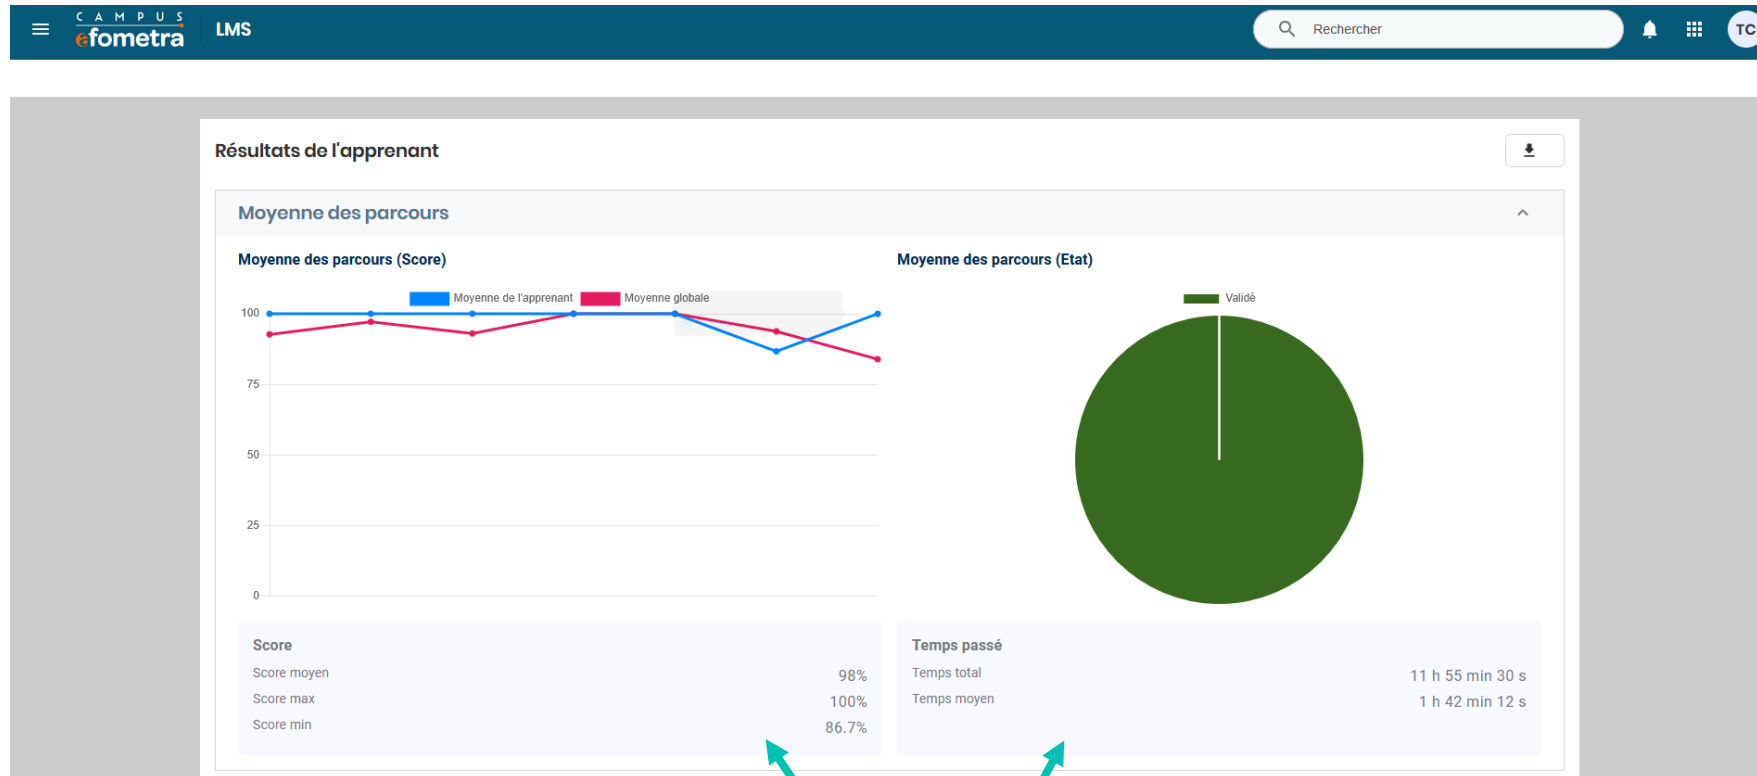 CAMPUS
efometra
LMS
Rechercher
TC
Résultats de l'apprenant
Moyenne des parcours
Moyenne des parcours (Score)
Moyenne de l'apprenant
Moyenne globale
100
75
50
25
0
Moyenne des parcours (Etat)
Validé
Score
Score moyen 98%
Score max 100%
Score min 86.7%
Temps passé
Temps total 11 h 55 min 30 s
Temps moyen 1 h 42 min 12 s